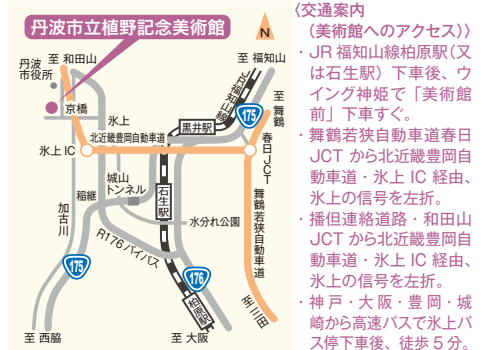 丹波市立植野記念美術館
N
至 和田山
至 福知山
丹波
市役所
JR福知山線
175
至 舞鶴
京橋
氷上
黒井駅
北近畿豊岡自動車道
春日JCT
氷上 IC
城山
トンネル
石生駅
稲継
加古川
水分れ公園
舞鶴若狭自動車道
R176バイパス
175
176
柏原駅
至 西脇
至 大阪
至 三田
〈交通案内
（美術館へのアクセス）〉
・JR 福知山線柏原駅(又
は石生駅）下車後、ウ
イング神姫で「美術館
前」下車すぐ。
・舞鶴若狭自動車道春日
JCT から北近畿豊岡自
動車道・氷上 IC 経由、
氷上の信号を左折。
・播但連絡道路・和田山
JCT から北近畿豊岡自
動車道・氷上 IC 経由、
氷上の信号を左折。
・神戸・大阪・豊岡・城
崎から高速バスで氷上バ
ス停下車後、徒歩 5 分。